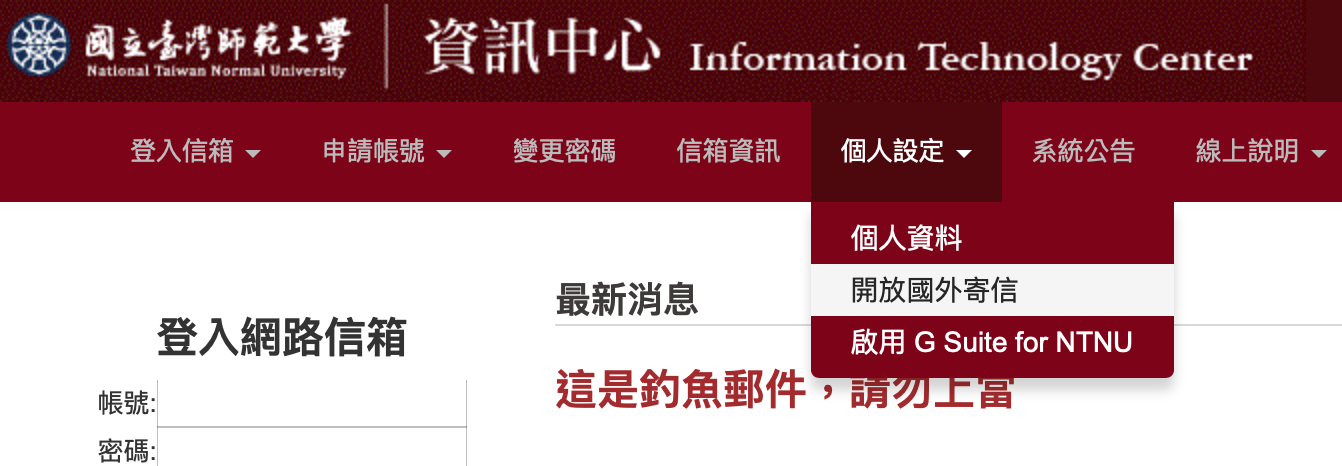 國立臺灣師範大學
National Taiwan Normal University
資訊中心 Information Technology Center
登入信箱 申請帳號 變更密碼 信箱資訊 個人設定 系統公告 線上說明
個人資料
開放國外寄信
啟用 G Suite for NTNU
最新消息
這是釣魚郵件，請勿上當
登入網路信箱
帳號:
密碼: